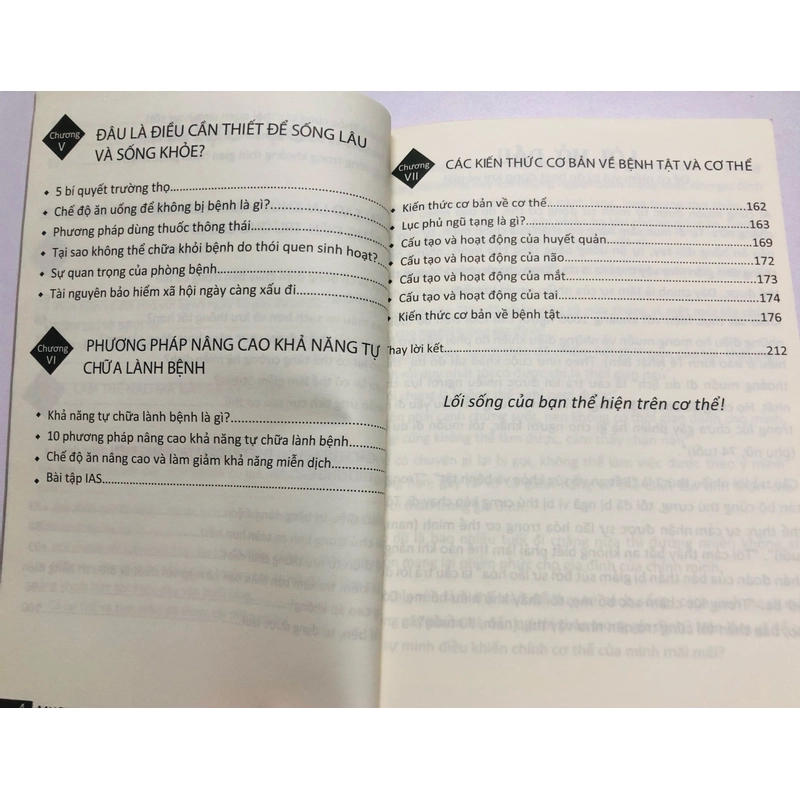 Chương
V
ĐÂU LÀ ĐIỀU CẦN THIẾT ĐỂ SỐNG LÂU
VÀ SỐNG KHỎE?
5 bí quyết trường thọ
Chế độ ăn uống để không bị bệnh là gì?
Phương pháp dùng thuốc thông thái
Tại sao không thể chữa khỏi bệnh do thói quen sinh hoạt?
Sự quan trọng của phòng bệnh
Tài nguyên bảo hiểm xã hội ngày càng xấu đi
Chương
VI
PHƯƠNG PHÁP NÂNG CAO KHẢ NĂNG TỰ
CHỮA LÀNH BỆNH
Khả năng tự chữa lành bệnh là gì?
10 phương pháp nâng cao khả năng tự chữa lành bệnh
Chế độ ăn nâng cao và làm giảm khả năng miễn dịch
Bài tập IAS
4
Chương
VII
CÁC KIẾN THỨC CƠ BẢN VỀ BỆNH TẬT VÀ CƠ THỂ
Kiến thức cơ bản về cơ thể 162
Lục phủ ngũ tạng là gì? 163
Cấu tạo và hoạt động của huyết quản 169
Cấu tạo và hoạt động của não 172
Cấu tạo và hoạt động của mắt 173
Cấu tạo và hoạt động của tai 174
Kiến thức cơ bản về bệnh tật 176
Thay lời kết 212
Lối sống của bạn thể hiện trên cơ thể!